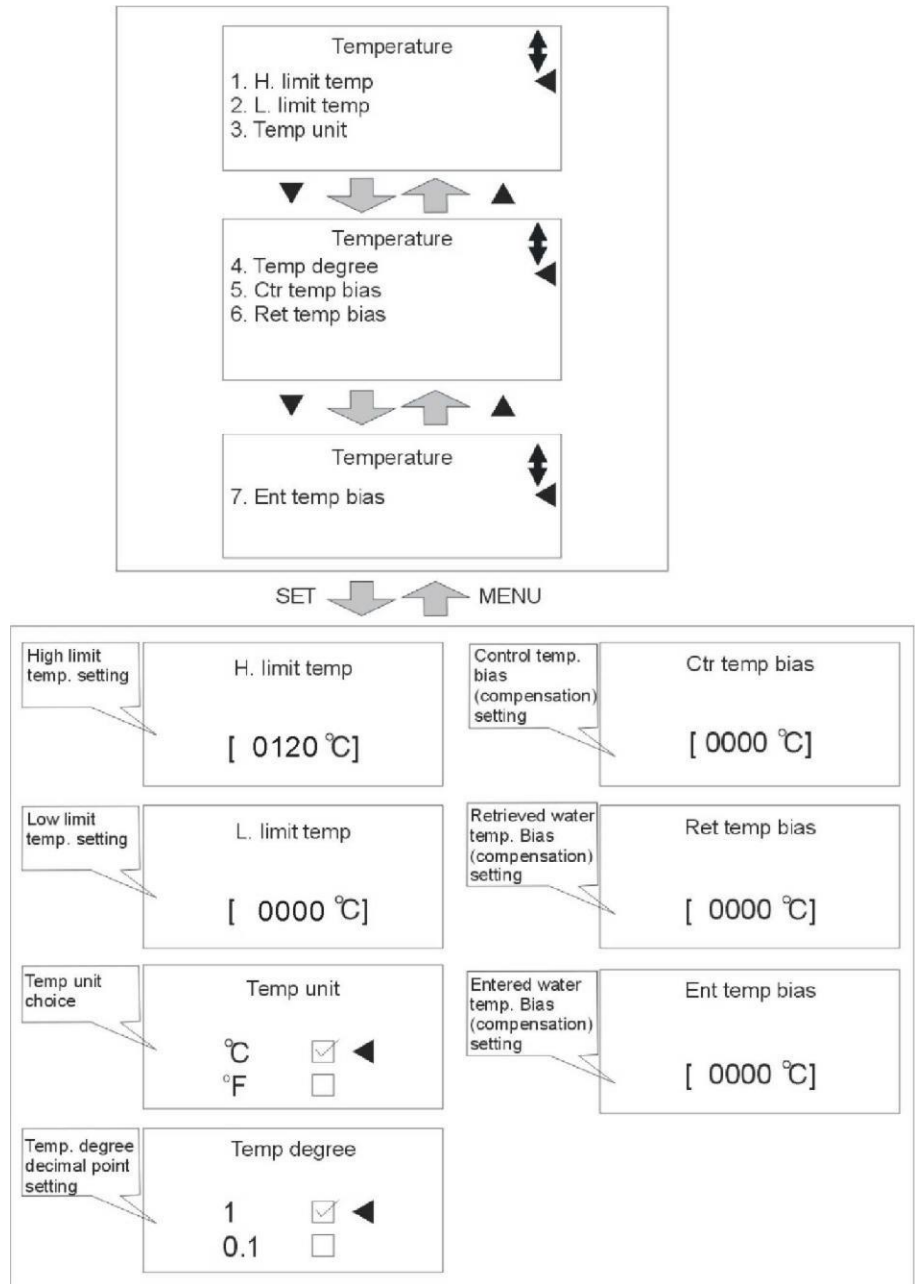 Temperature
1. H. limit temp
2. L. limit temp
3. Temp unit
Temperature
4. Temp degree
5. Ctr temp bias
6. Ret temp bias
Temperature
7. Ent temp bias
SET
MENU
High limit
temp. setting
H. limit temp
[ 0120 °C]
Low limit
temp. setting
L. limit temp
[ 0000 °C]
Temp unit
choice
Temp unit
°C
°F
Temp. degree
decimal point
setting
Temp degree
1
0.1
Control temp.
bias
(compensation)
setting
Ctr temp bias
[ 0000 °C]
Retrieved water
temp. Bias
(compensation)
setting
Ret temp bias
[ 0000 °C]
Entered water
temp. Bias
(compensation)
setting
Ent temp bias
[ 0000 °C]